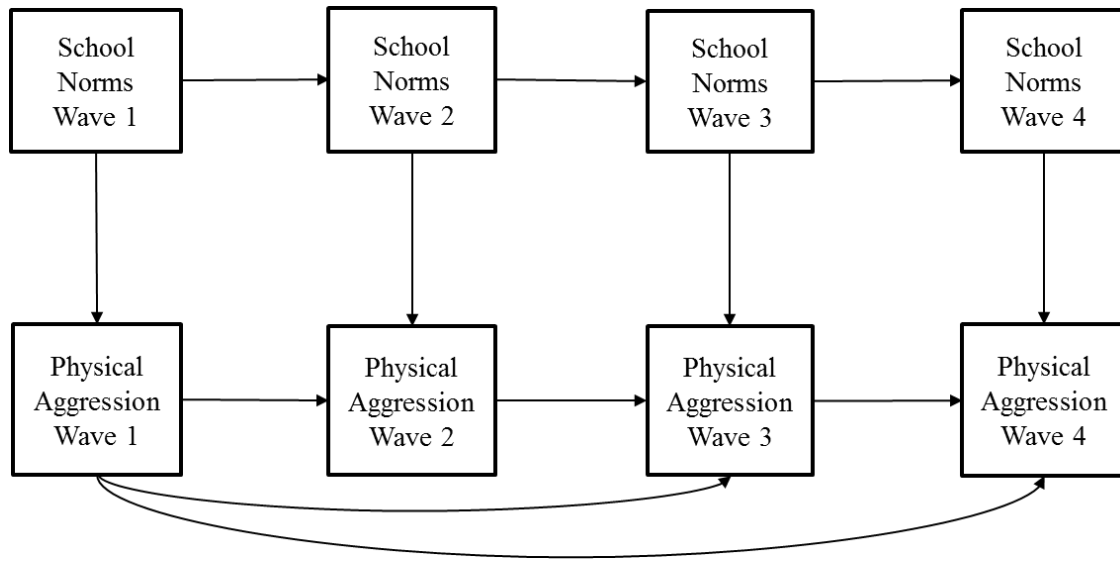 School
Norms
Wave 1
School
Norms
Wave 2
School
Norms
Wave 3
School
Norms
Wave 4
Physical
Aggression
Wave 1
Physical
Aggression
Wave 2
Physical
Aggression
Wave 3
Physical
Aggression
Wave 4